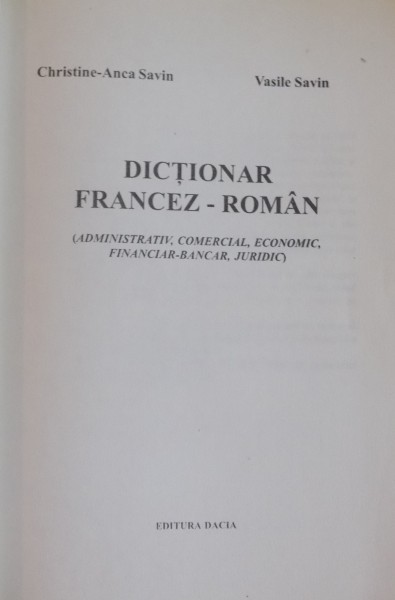 Christine-Anca Savin
Vasile Savin
DICȚIONAR
FRANCEZ - ROMÂN
(ADMINISTRATIV, COMERCIAL, ECONOMIC,
FINANCIAR-BANCAR, JURIDIC)
EDITURA DACIA